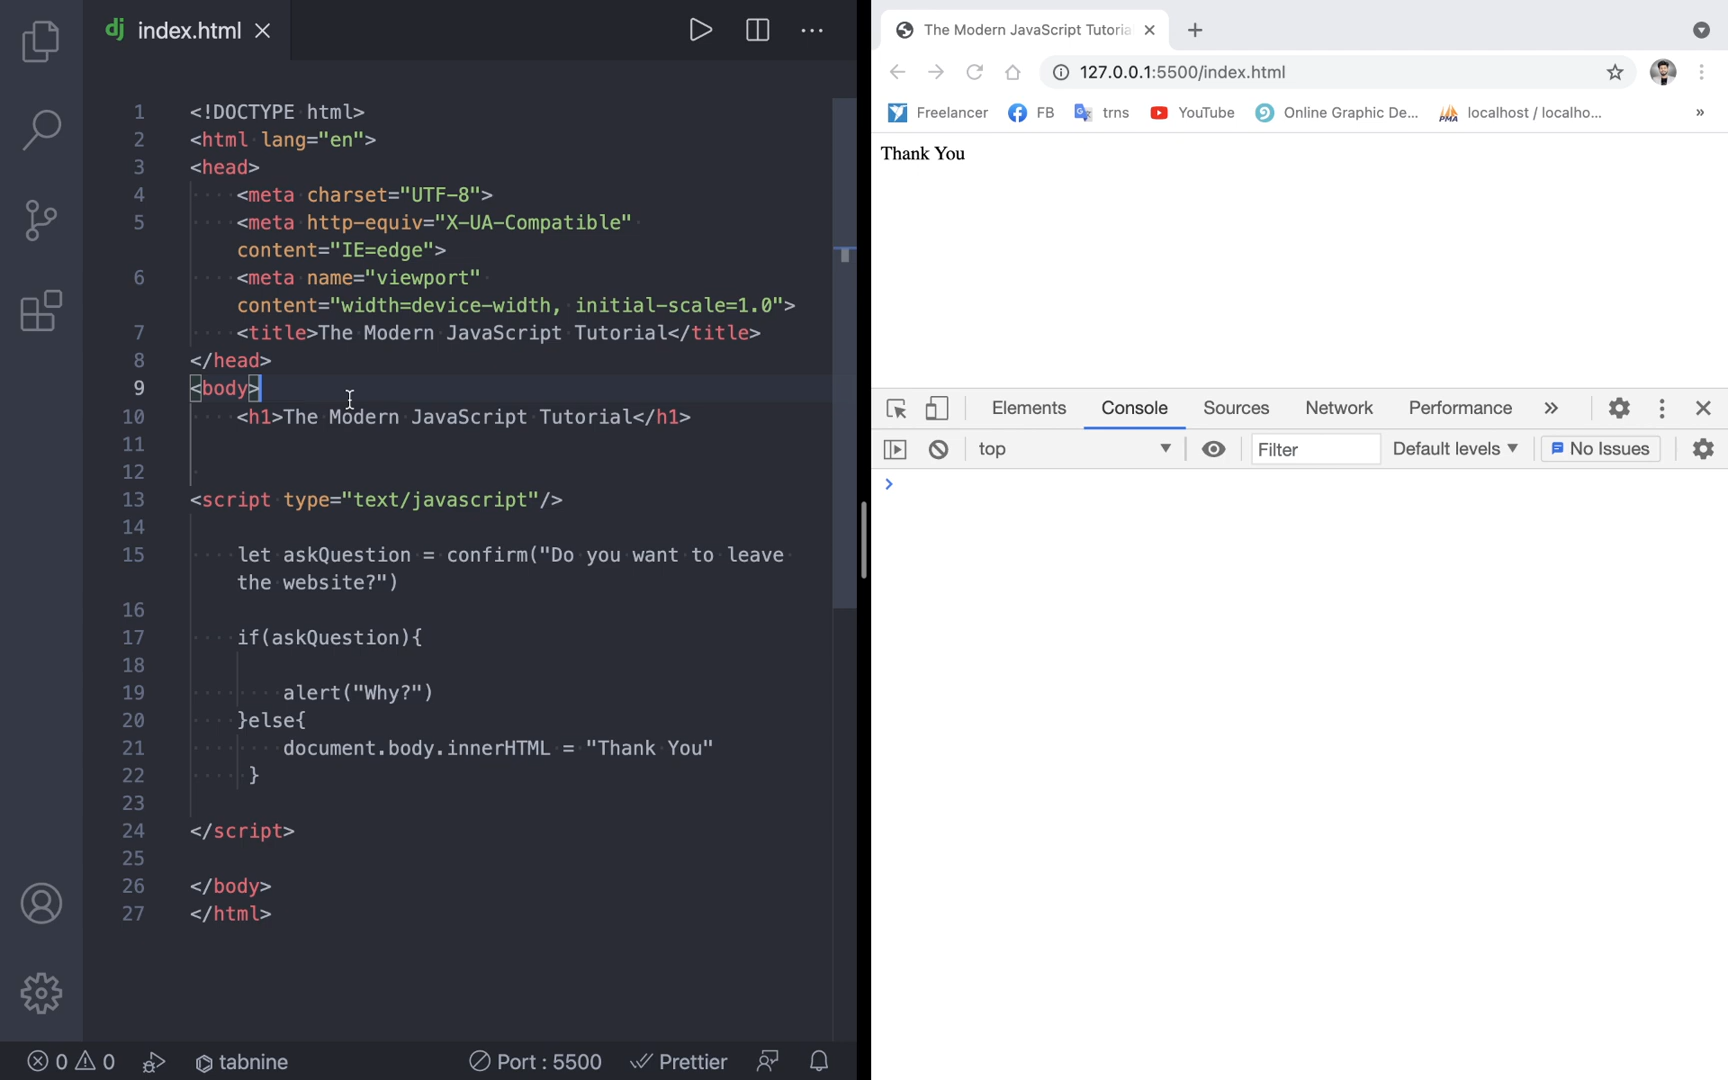 dj index.html
1 <!DOCTYPE html>
2 <html lang="en">
3 <head>
4 <meta charset="UTF-8">
5 <meta http-equiv="X-UA-Compatible"
content="IE=edge">
6 <meta name="viewport"
content="width=device-width, initial-scale=1.0">
7 <title>The Modern JavaScript Tutorial</title>
8 </head>
9 <body>
10 <h1>The Modern JavaScript Tutorial</h1>
11
12
13 <script type="text/javascript"/>
14
15 let askQuestion = confirm("Do you want to leave
the website?")
16
17 if(askQuestion){
18
19 alert("Why?")
20 }else{
21 document.body.innerHTML = "Thank You"
22 }
23
24 </script>
25
26 </body>
27 </html>
0 0 tabnine Port : 5500 Prettier
The Modern JavaScript Tutoria
127.0.0.1:5500/index.html
Freelancer FB trns YouTube Online Graphic De... PMA localhost / localho... »
Thank You
Elements Console Sources Network Performance »
top Filter Default levels No Issues